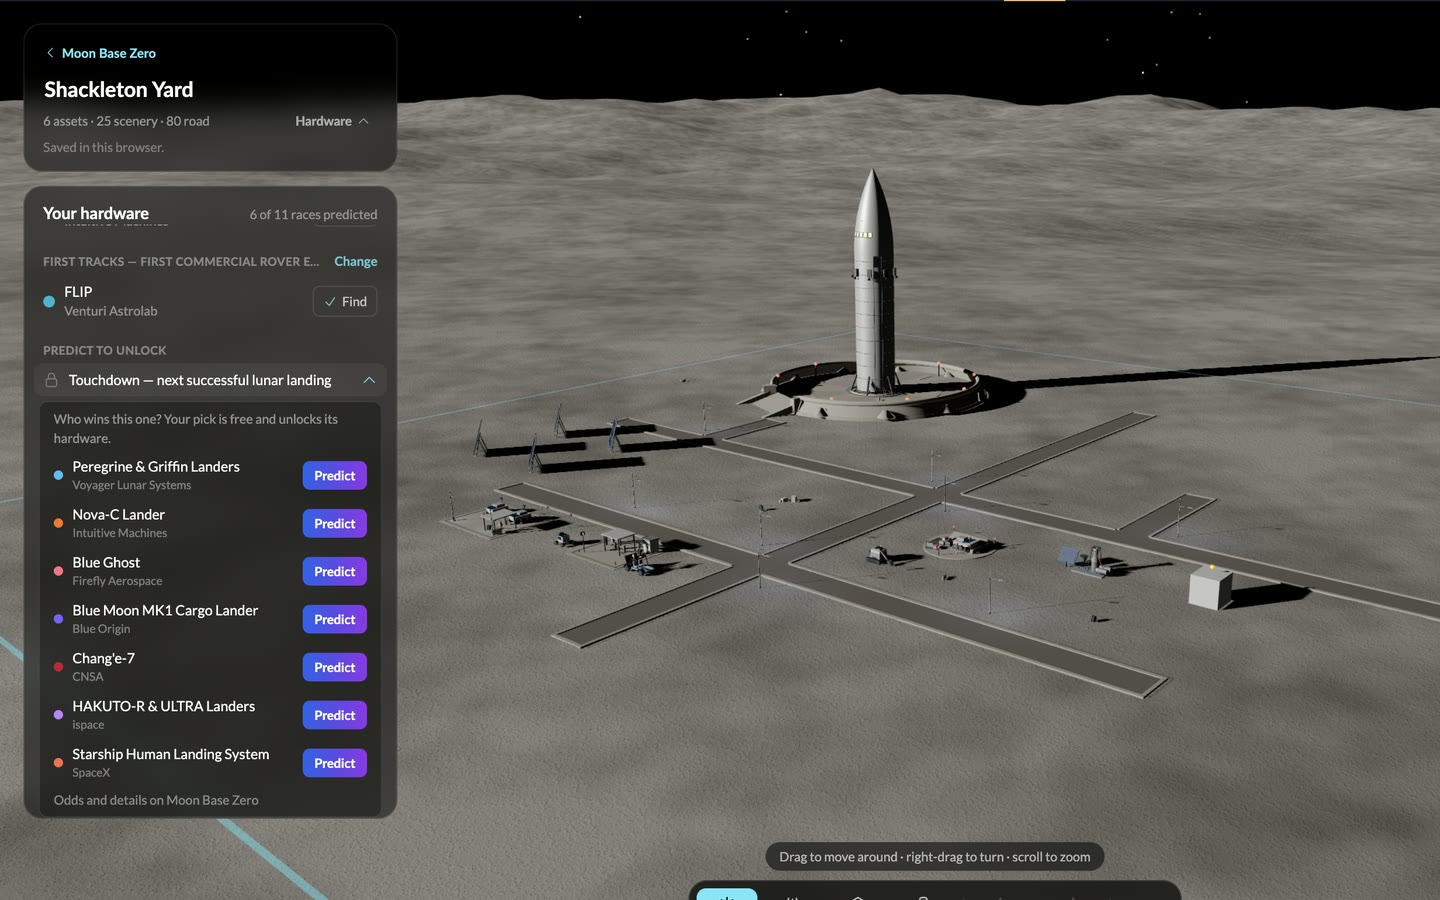 Moon Base Zero
Shackleton Yard
6 assets · 25 scenery · 80 road
Hardware
Saved in this browser.
Your hardware
6 of 11 races predicted
FIRST TRACKS — FIRST COMMERCIAL ROVER E...
Change
FLIP
Venturi Astrolab
Find
PREDICT TO UNLOCK
Touchdown — next successful lunar landing
Who wins this one? Your pick is free and unlocks its
hardware.
Peregrine & Griffin Landers
Voyager Lunar Systems
Predict
Nova-C Lander
Intuitive Machines
Predict
Blue Ghost
Firefly Aerospace
Predict
Blue Moon MK1 Cargo Lander
Blue Origin
Predict
Chang'e-7
CNSA
Predict
HAKUTO-R & ULTRA Landers
ispace
Predict
Starship Human Landing System
SpaceX
Predict
Odds and details on Moon Base Zero
Drag to move around · right-drag to turn · scroll to zoom